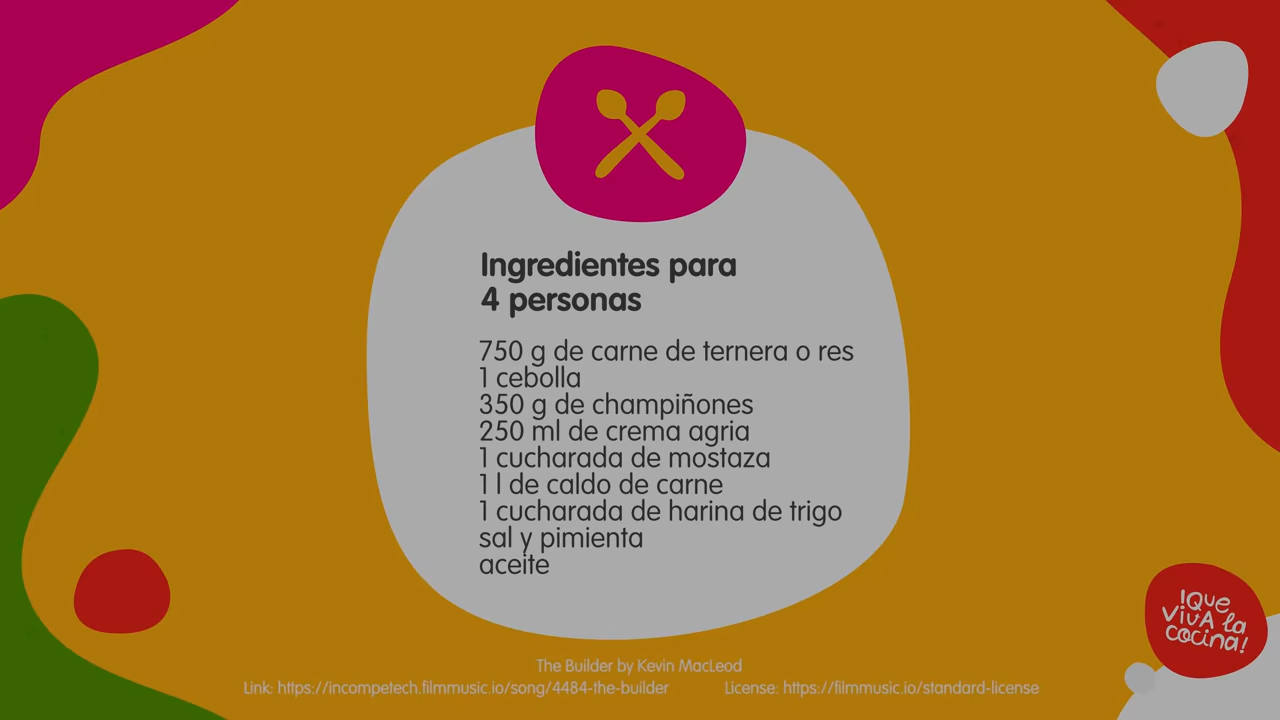 Ingredientes para
4 personas
750 g de carne de ternera o res
1 cebolla
350 g de champiñones
250 ml de crema agria
1 cucharada de mostaza
1 l de caldo de carne
1 cucharada de harina de trigo
sal y pimienta
aceite
!Que
vivA la
cocina!
The Builder by Kevin MacLeod
Link: https://incompetech.filmmusic.io/song/4484-the-builder License: https://filmmusic.io/standard-license